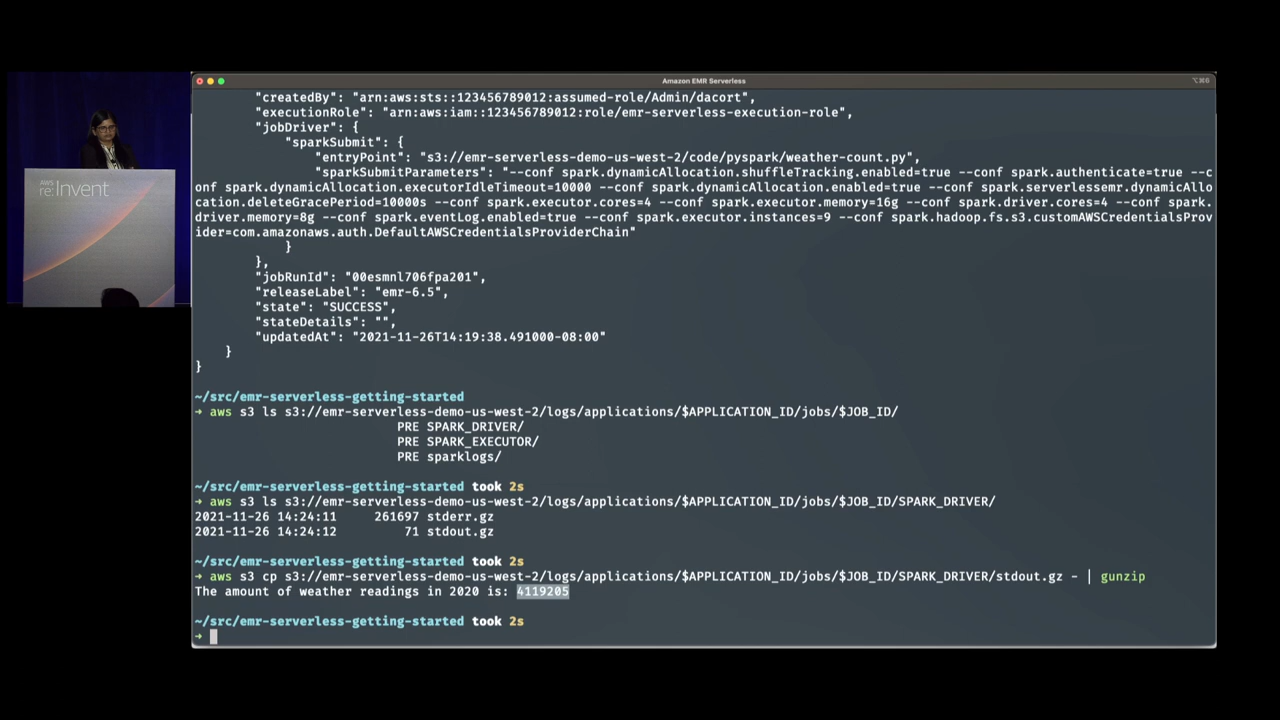 AWS
re:Invent
Amazon EMR Serverless
⌥⌘B
"createdBy": "arn:aws:sts::123456789012:assumed-role/Admin/dacort",
"executionRole": "arn:aws:iam::123456789012:role/emr-serverless-execution-role",
"jobDriver": {
"sparkSubmit": {
"entryPoint": "s3://emr-serverless-demo-us-west-2/code/pyspark/weather-count.py",
"sparkSubmitParameters": "--conf spark.dynamicAllocation.shuffleTracking.enabled=true --conf spark.authenticate=true --c
onf spark.dynamicAllocation.executorIdleTimeout=10000 --conf spark.dynamicAllocation.enabled=true --conf spark.serverlessemr.dynamicAllo
cation.deleteGracePeriod=10000s --conf spark.executor.cores=4 --conf spark.executor.memory=16g --conf spark.driver.cores=4 --conf spark.
driver.memory=8g --conf spark.eventLog.enabled=true --conf spark.executor.instances=9 --conf spark.hadoop.fs.s3.customAWSCredentialsProv
ider=com.amazonaws.auth.DefaultAWSCredentialsProviderChain"
}
},
"jobRunId": "00esmnl706fpa201",
"releaseLabel": "emr-6.5",
"state": "SUCCESS",
"stateDetails": "",
"updatedAt": "2021-11-26T14:19:38.491000-08:00"
}
}
~/src/emr-serverless-getting-started
→ aws s3 ls s3://emr-serverless-demo-us-west-2/logs/applications/$APPLICATION_ID/jobs/$JOB_ID/
PRE SPARK_DRIVER/
PRE SPARK_EXECUTOR/
PRE sparklogs/
~/src/emr-serverless-getting-started took 2s
→ aws s3 ls s3://emr-serverless-demo-us-west-2/logs/applications/$APPLICATION_ID/jobs/$JOB_ID/SPARK_DRIVER/
2021-11-26 14:24:11 261697 stderr.gz
2021-11-26 14:24:12 71 stdout.gz
~/src/emr-serverless-getting-started took 2s
→ aws s3 cp s3://emr-serverless-demo-us-west-2/logs/applications/$APPLICATION_ID/jobs/$JOB_ID/SPARK_DRIVER/stdout.gz - | gunzip
The amount of weather readings in 2020 is: 4119205
~/src/emr-serverless-getting-started took 2s
→